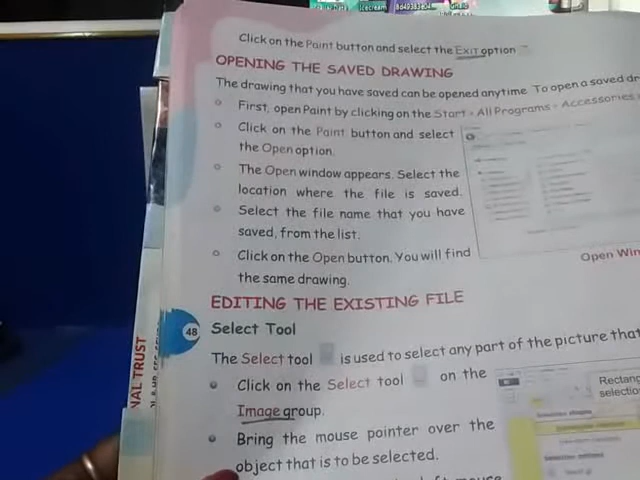 Icecream
Click on the Paint button and select the Exit option
OPENING THE SAVED DRAWING
The drawing that you have saved can be opened anytime. To open a saved
First, open Paint by clicking on the Start > All Programs > Accessories
Click on the Paint button and select
the Open option.
The Open window appears. Select the
location where the file is saved.
Select the file name that you have
saved, from the list.
Click on the Open button. You will find
the same drawing.
Open Win
EDITING THE EXISTING FILE
48
Select Tool
The Select tool is used to select any part of the picture that
Click on the Select tool on the
Image group.
Bring the mouse pointer over the
object that is to be selected.
Rectang
selectio
NAL TRUST